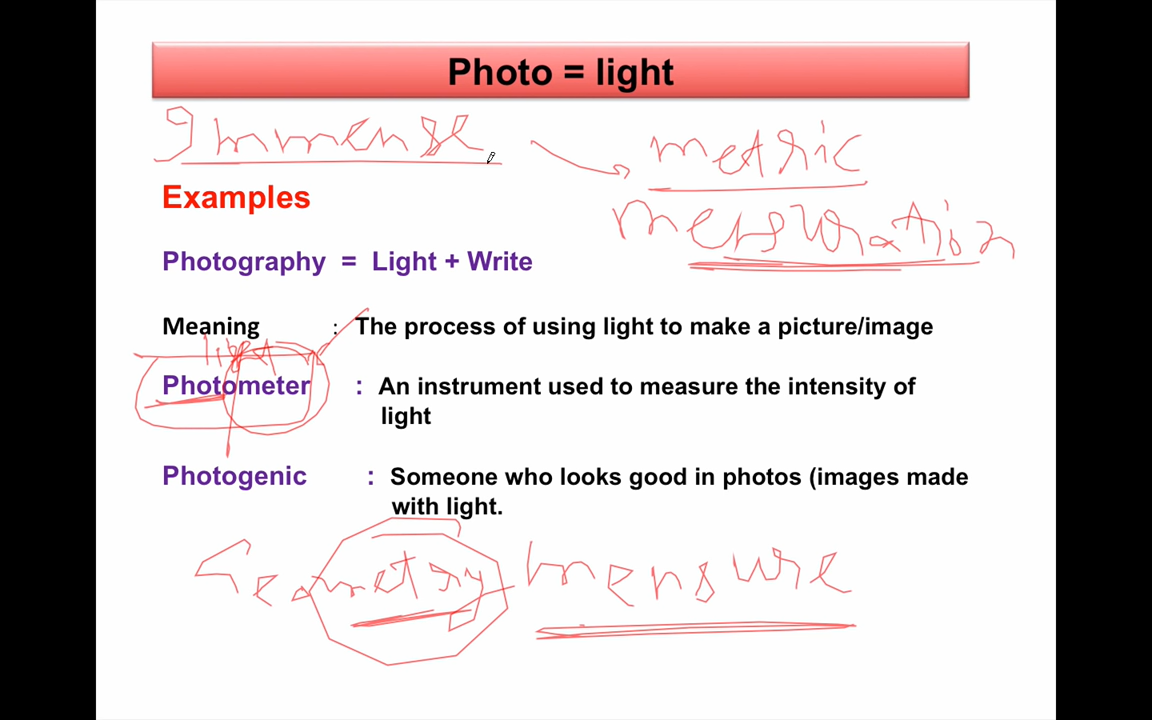 Photo = light
Immense
metric
mensuration
Examples
Photography = Light + Write
Meaning : The process of using light to make a picture/image
light
Photometer : An instrument used to measure the intensity of
light
Photogenic : Someone who looks good in photos (images made
with light.
Geometry mensure